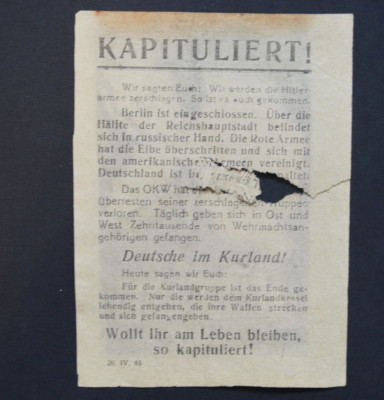 KAPITULIERT!
Wir sagten Euch: Wir werden die Hitler-
armee zerschlagen. So ist es auch gekommen.
Berlin ist eingeschlossen. Über die
Hälfte der Reichshauptstadt befindet
sich in russischer Hand. Die Rote Armee
hat die Elbe überschritten und sich mit
den amerikanischen Armeen vereinigt.
Deutschland ist in
Das OKW hat
überresten seiner zerschlagenen Truppen
verloren. Täglich geben sich in Ost und
West Zehntausende von Wehrmachtsan-
gehörigen gefangen.
Deutsche im Kurland!
Heute sagen wir Euch:
Für die Kurlandgruppe ist das Ende ge-
kommen. Nur die werden dem Kurlandkessel
lebendig entgehen, die ihre Waffen strecken
und sich gefangengeben.
Wollt Ihr am Leben bleiben,
so kapituliert!
26. IV. 45